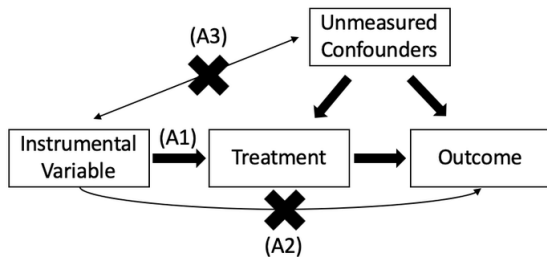 (A3)
Unmeasured
Confounders
Instrumental
Variable
(A1)
Treatment
Outcome
(A2)